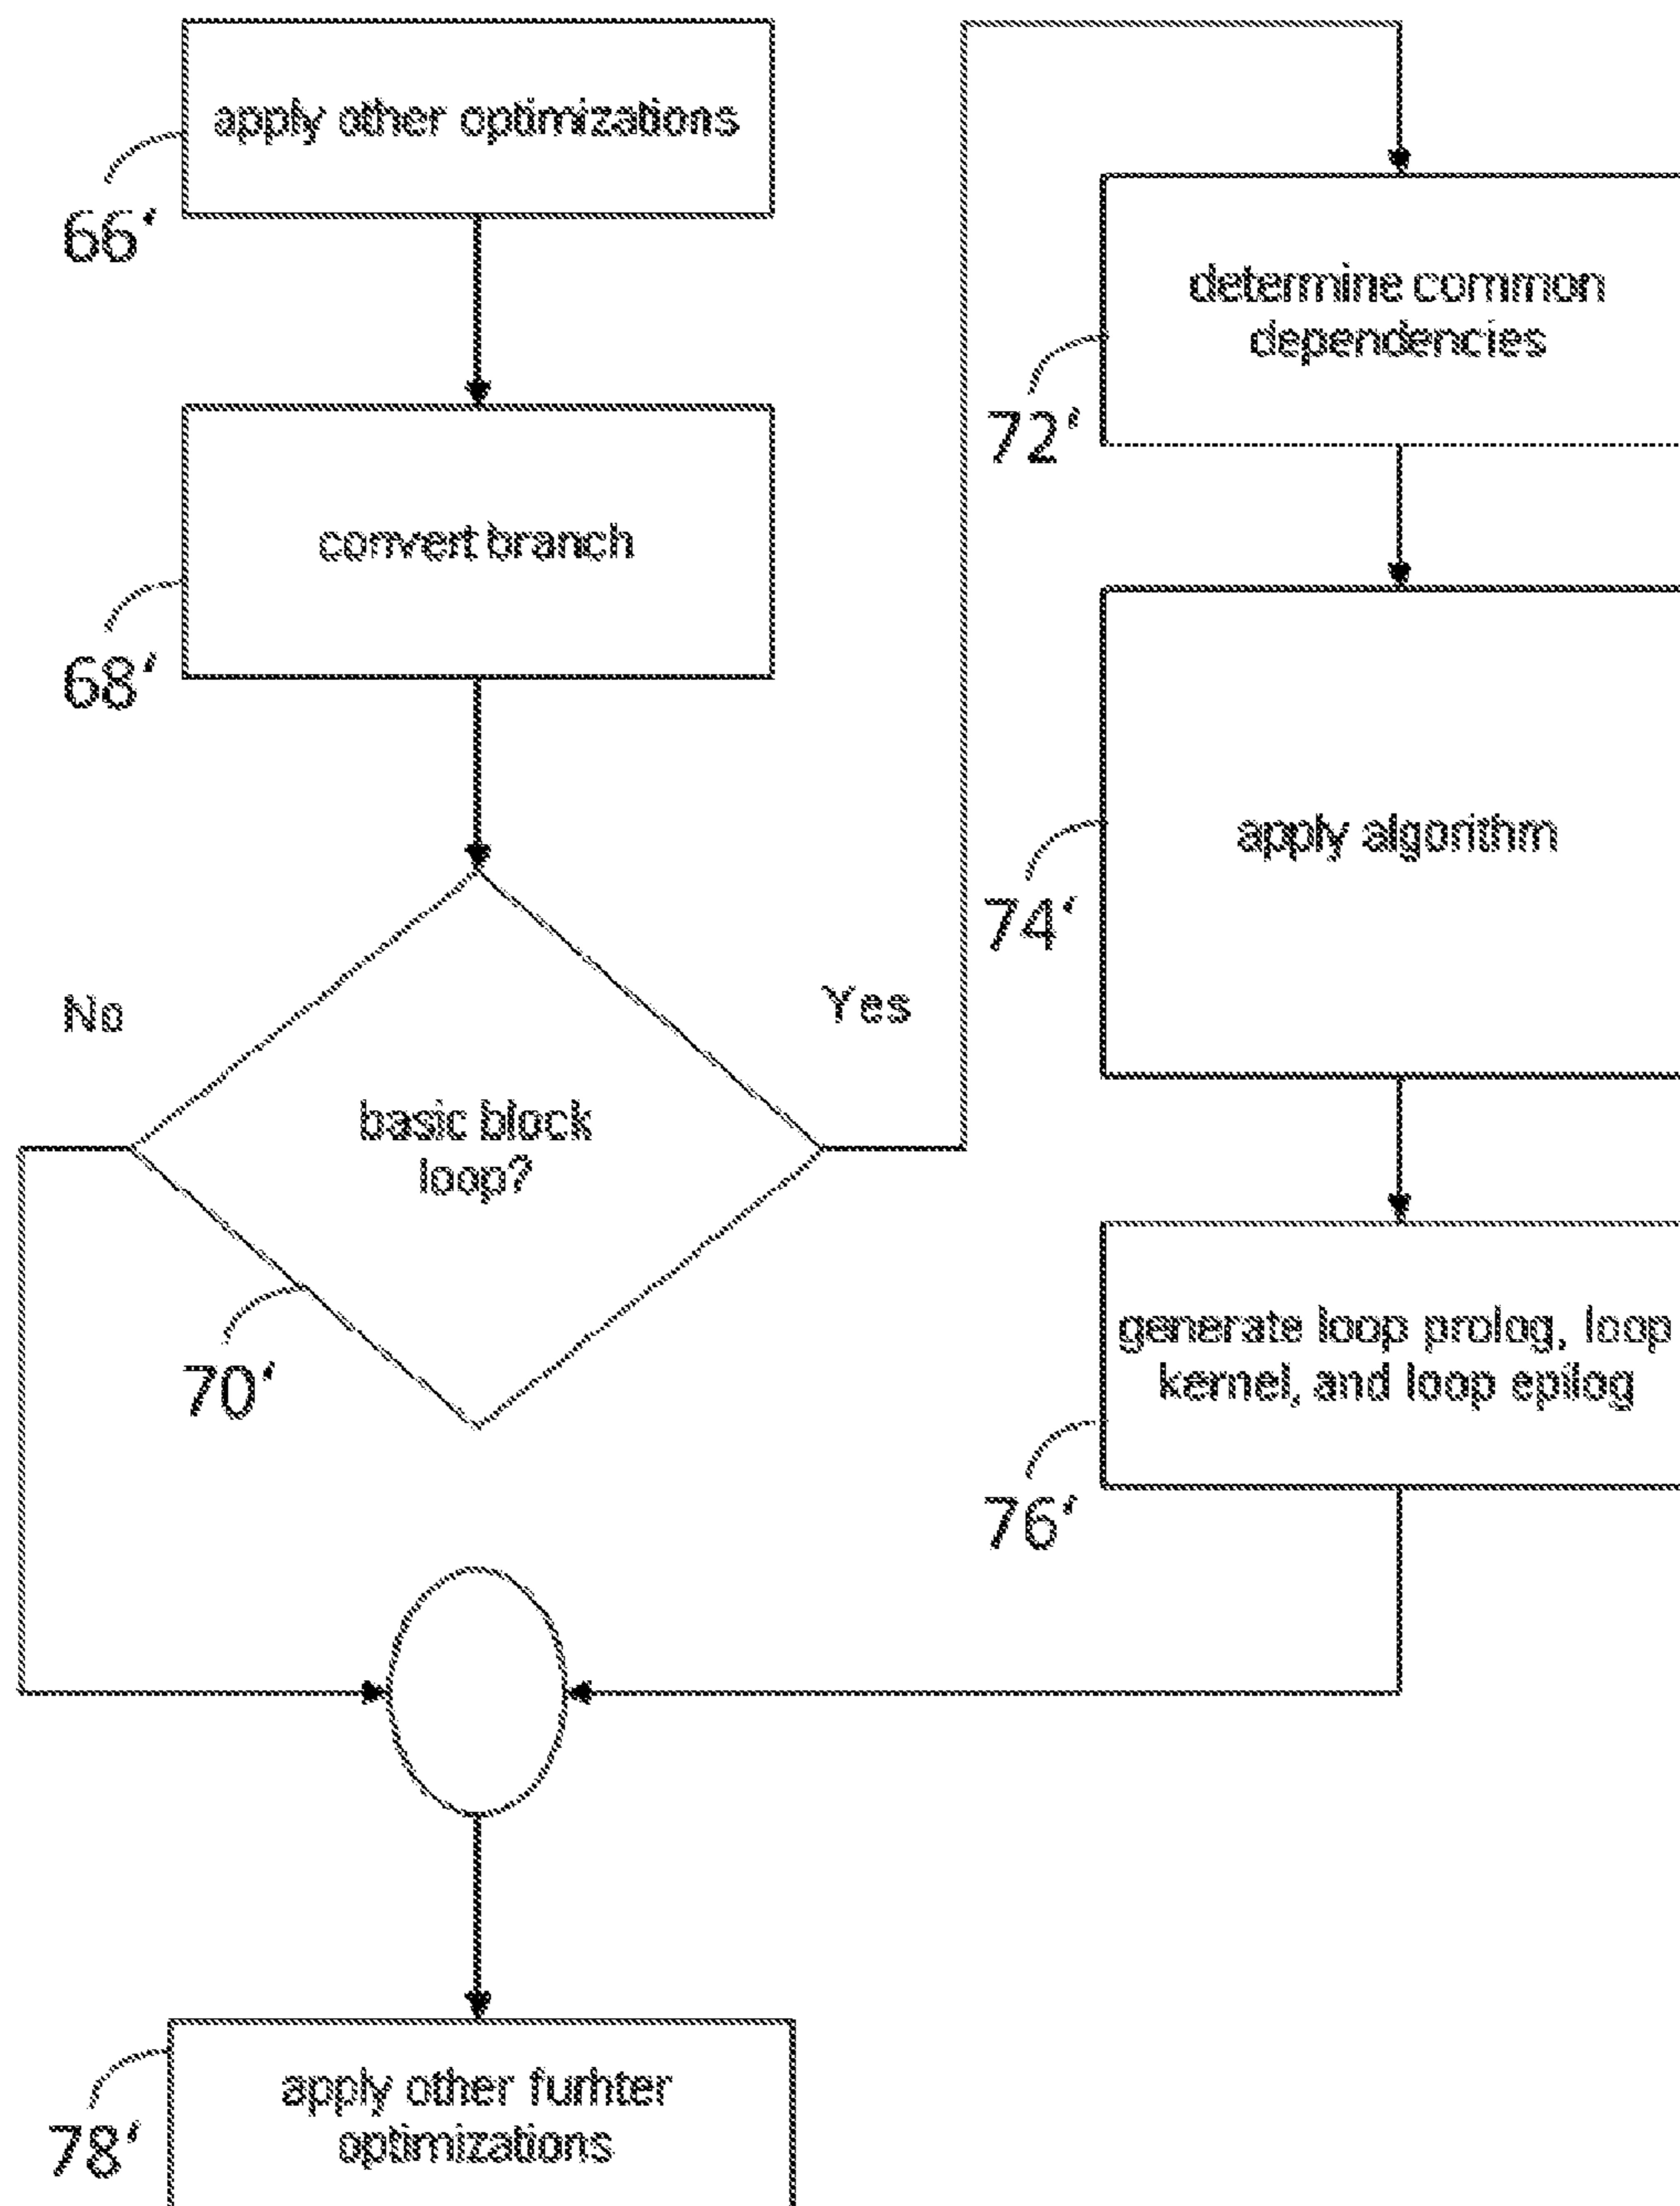 apply other optimizations
66'
convert branch
68'
No
Yes
basic block
loop?
70'
determine common
dependencies
72'
apply algorithm
74'
generate loop prolog, loop
kernel, and loop epilog
76'
apply other furhter
optimizations
78'